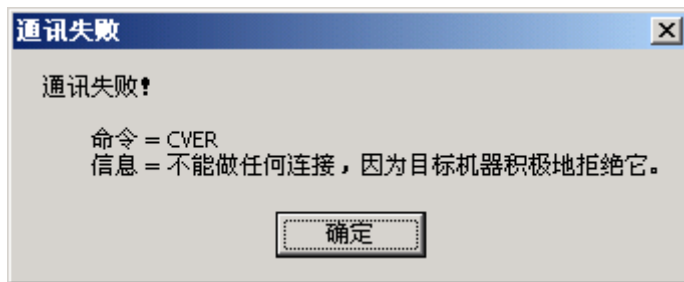 通讯失败
通讯失败！
命令 = CVER
信息 = 不能做任何连接，因为目标机器积极地拒绝它。
确定